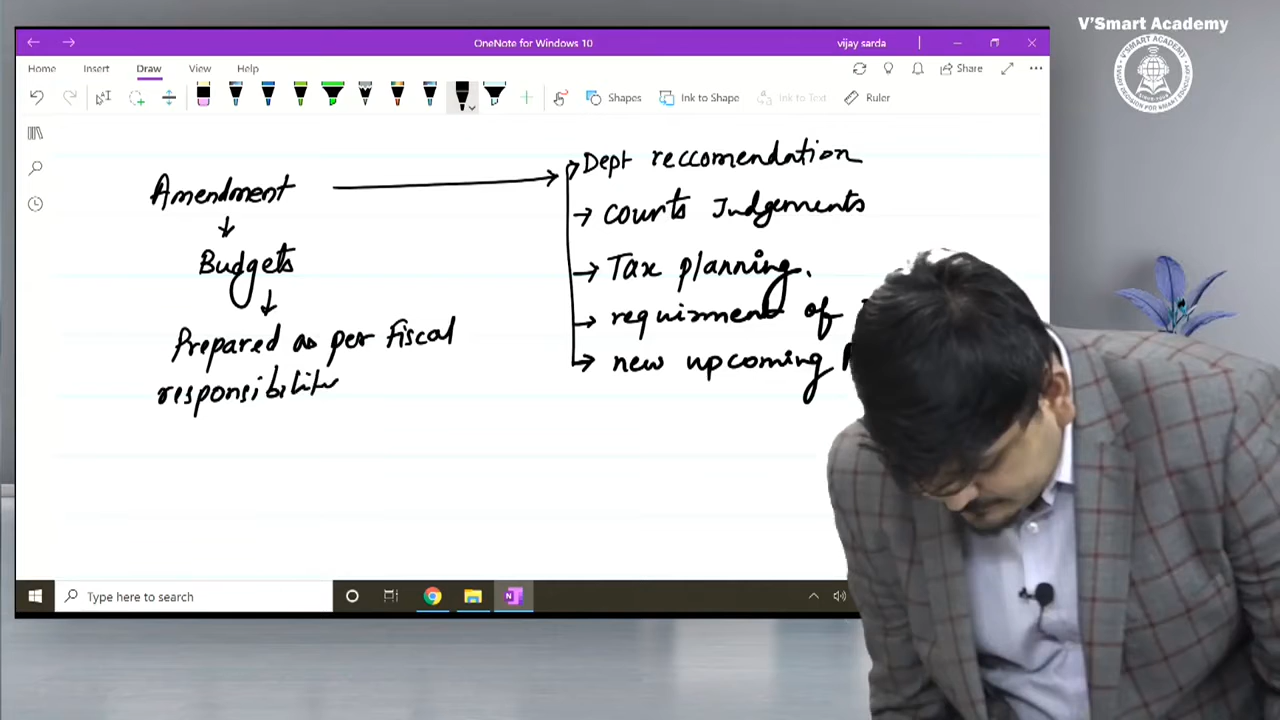 V'Smart Academy
OneNote for Windows 10
vijay sarda
Home Insert Draw View Help
Share
Shapes
Ink to Shape
Ink to Text
Ruler
Amendment
↓
Budgets
↓
Prepared as per Fiscal
responsibility
→ Dept reccomendation
→ Courts Judgements
→ Tax planning.
→ requirment of
→ new upcoming
Type here to search